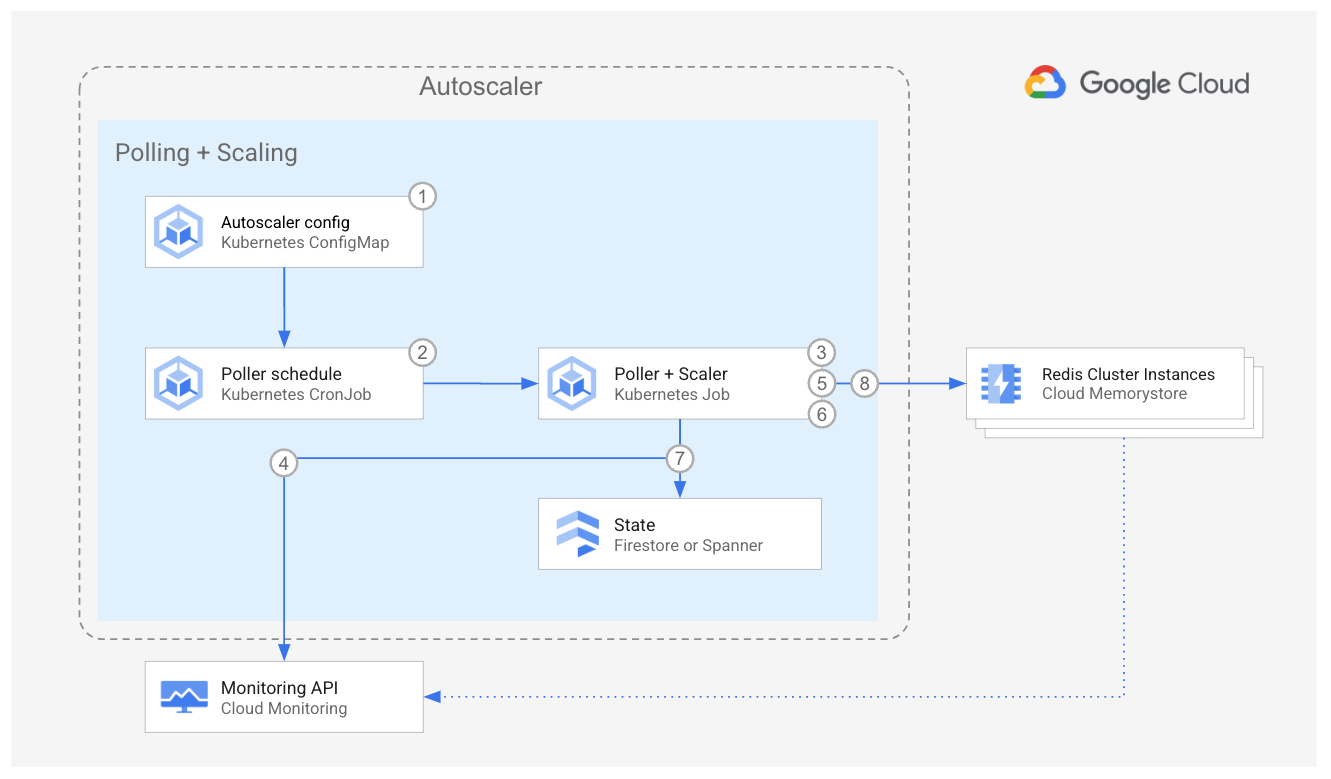 Autoscaler
Google Cloud
Polling + Scaling
1
Autoscaler config
Kubernetes ConfigMap
2
Poller schedule
Kubernetes CronJob
3
Poller + Scaler
Kubernetes Job
5
8
6
Redis Cluster Instances
Cloud Memorystore
4
7
State
Firestore or Spanner
Monitoring API
Cloud Monitoring